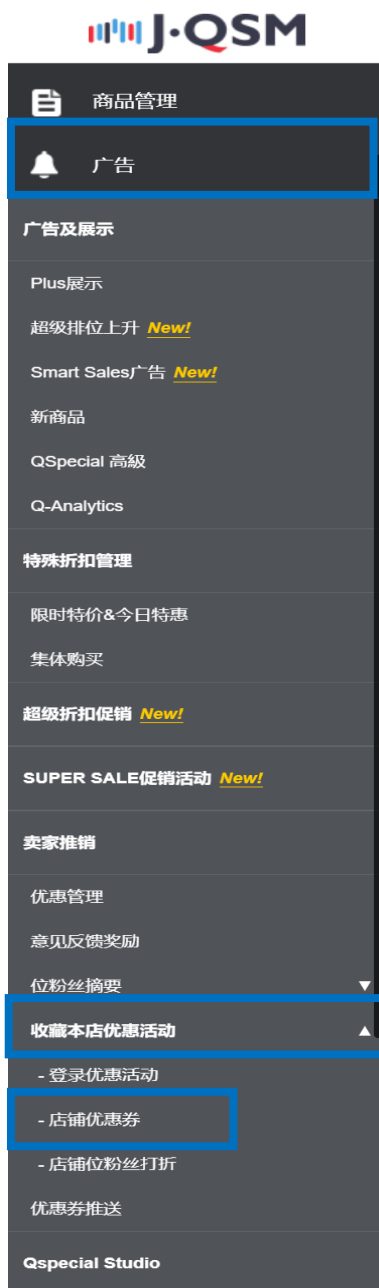 J·QSM
商品管理
广告
广告及展示
Plus展示
超级排位上升 New!
Smart Sales广告 New!
新商品
QSpecial 高級
Q-Analytics
特殊折扣管理
限时特价&今日特惠
集体购买
超级折扣促销 New!
SUPER SALE促销活动 New!
卖家推销
优惠管理
意见反馈奖励
位粉丝摘要 ▼
收藏本店优惠活动 ▲
- 登录优惠活动
- 店铺优惠券
- 店铺位粉丝打折
优惠券推送
Qspecial Studio